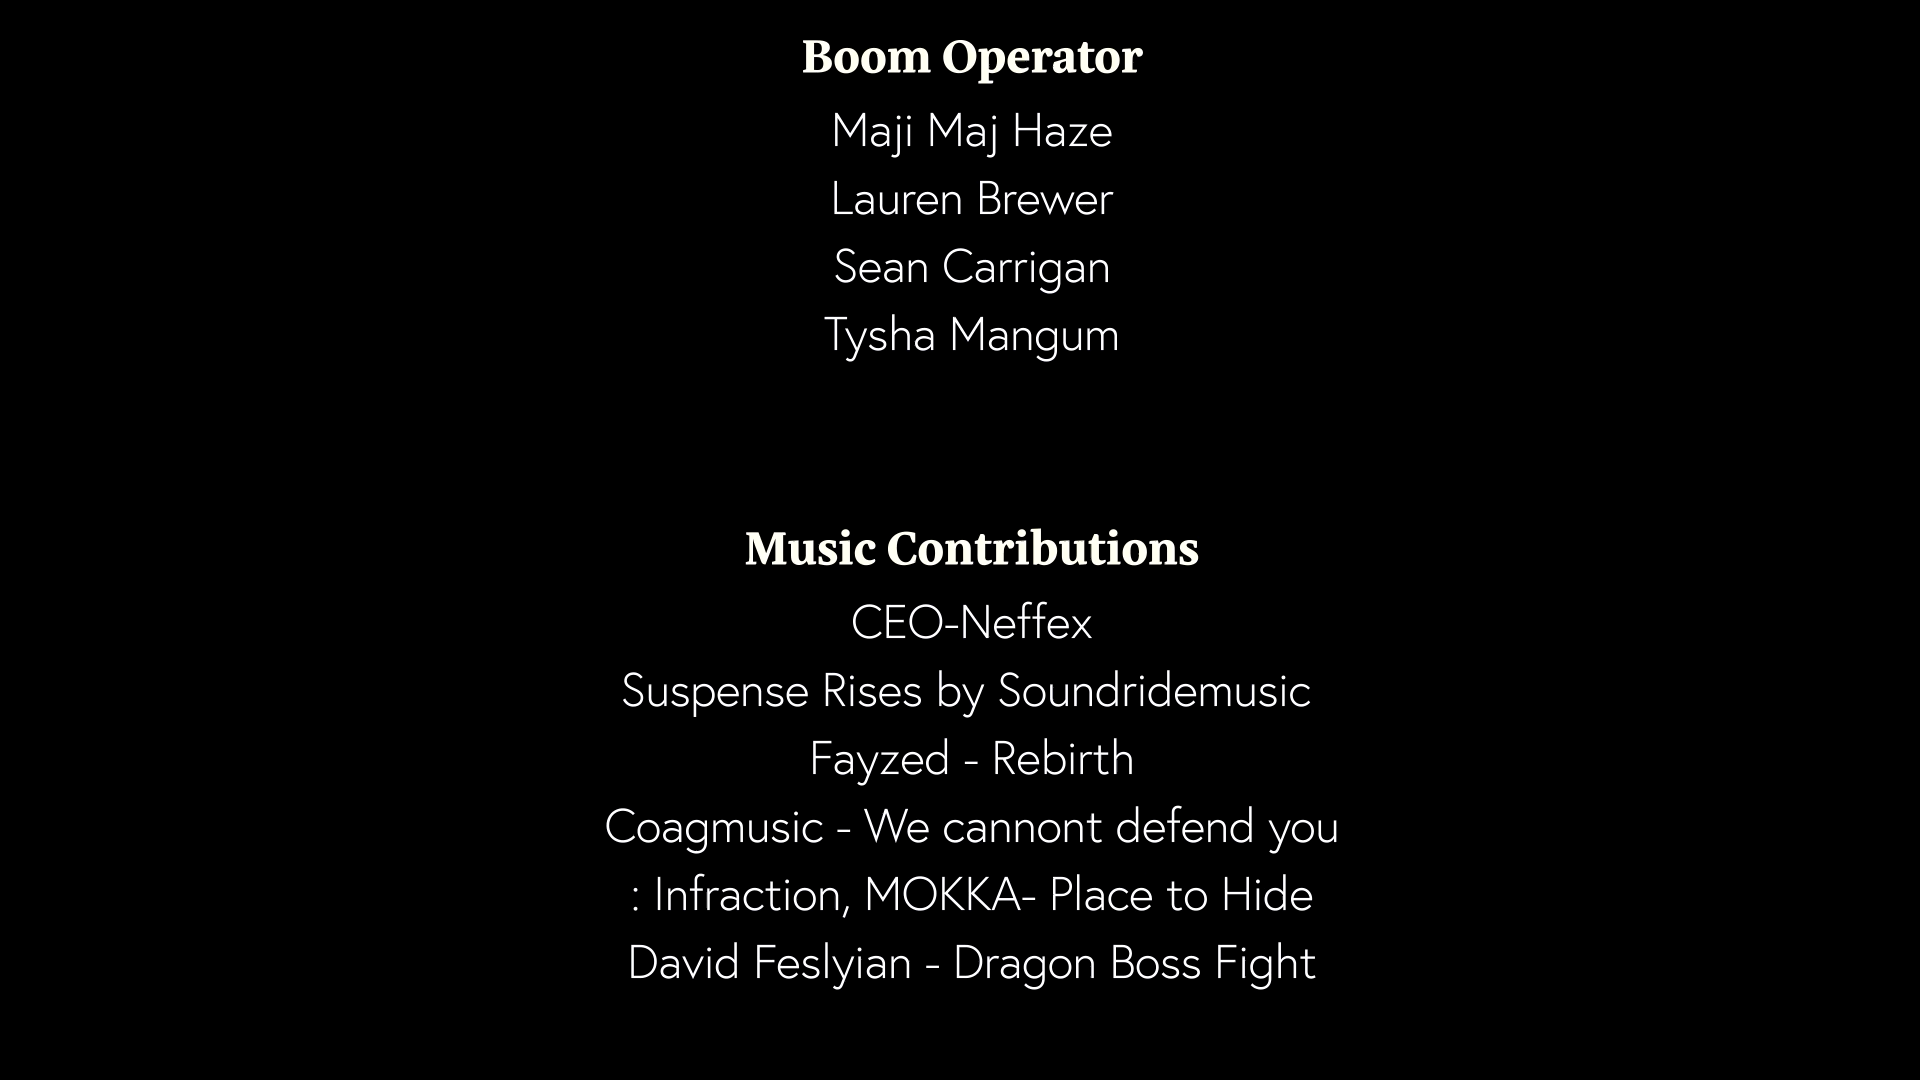 Boom Operator
Maji Maj Haze
Lauren Brewer
Sean Carrigan
Tysha Mangum
Music Contributions
CEO-Neffex
Suspense Rises by Soundridemusic
Fayzed - Rebirth
Coagmusic - We cannont defend you
: Infraction, MOKKA- Place to Hide
David Feslyian - Dragon Boss Fight